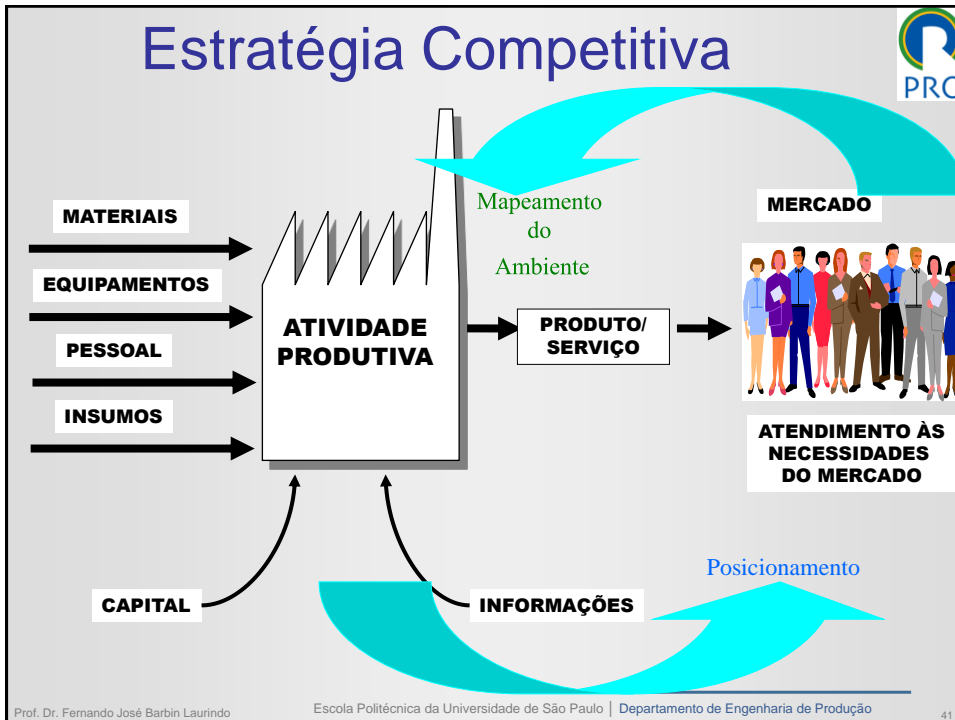 Estratégia Competitiva
PRO
MATERIAIS
EQUIPAMENTOS
PESSOAL
INSUMOS
ATIVIDADE
PRODUTIVA
Mapeamento
do
Ambiente
PRODUTO/
SERVIÇO
MERCADO
ATENDIMENTO ÀS
NECESSIDADES
DO MERCADO
Posicionamento
CAPITAL
INFORMAÇÕES
Prof. Dr. Fernando José Barbin Laurindo
Escola Politécnica da Universidade de São Paulo | Departamento de Engenharia de Produção
41